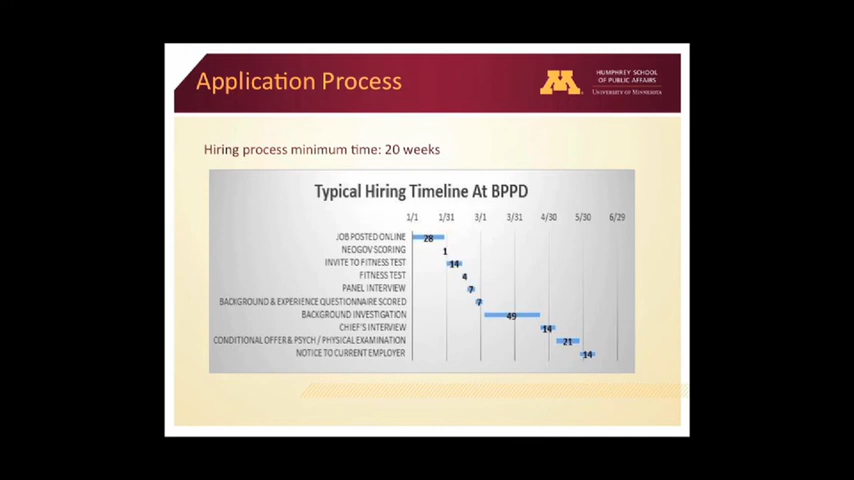 Application Process
HUMPHREY SCHOOL
OF PUBLIC AFFAIRS
UNIVERSITY OF MINNESOTA
Hiring process minimum time: 20 weeks
Typical Hiring Timeline At BPPD
1/1 1/31 3/1 3/31 4/30 5/30 6/29
JOB POSTED ONLINE 28
NEOGOV SCORING 1
INVITE TO FITNESS TEST 14
FITNESS TEST 4
PANEL INTERVIEW 7
BACKGROUND & EXPERIENCE QUESTIONNAIRE SCORED 7
BACKGROUND INVESTIGATION 49
CHIEF'S INTERVIEW 14
CONDITIONAL OFFER & PSYCH / PHYSICAL EXAMINATION 21
NOTICE TO CURRENT EMPLOYER 14